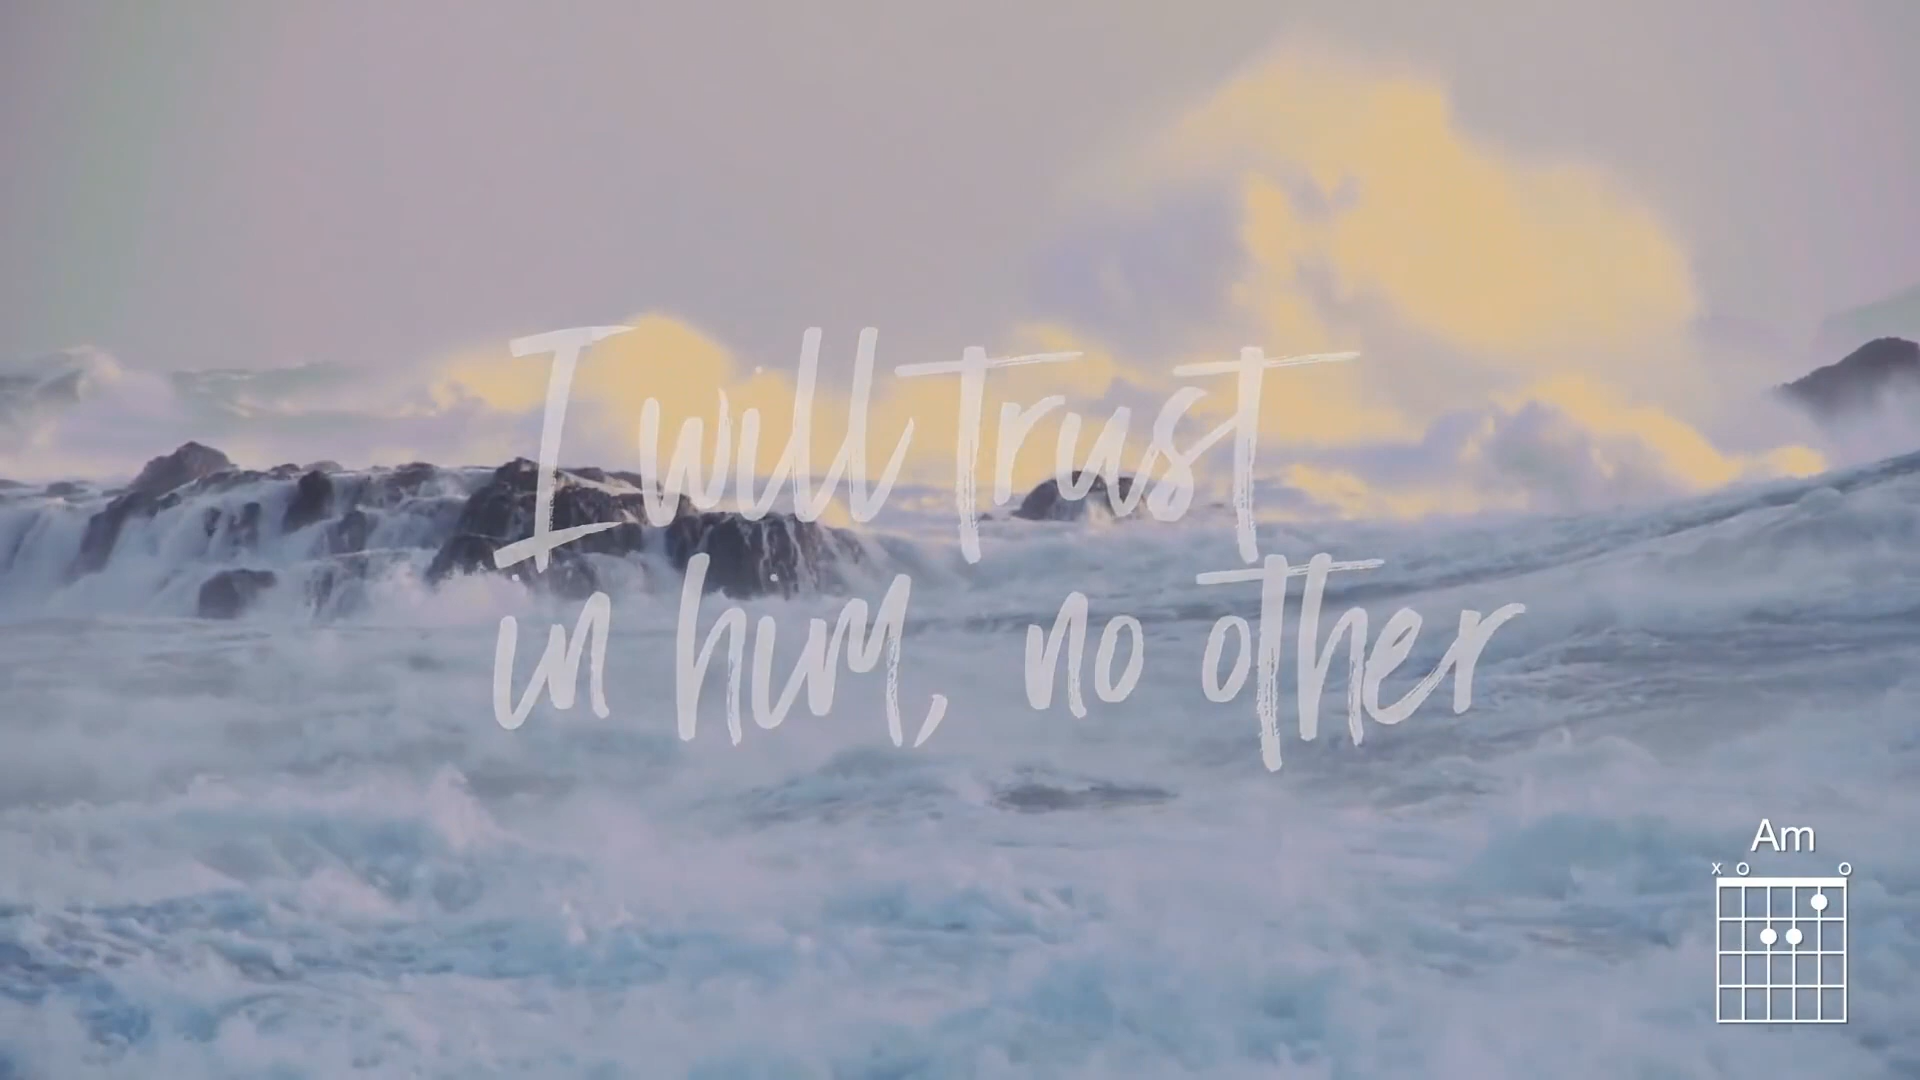 I will trust
in him, no other
Am
x o o